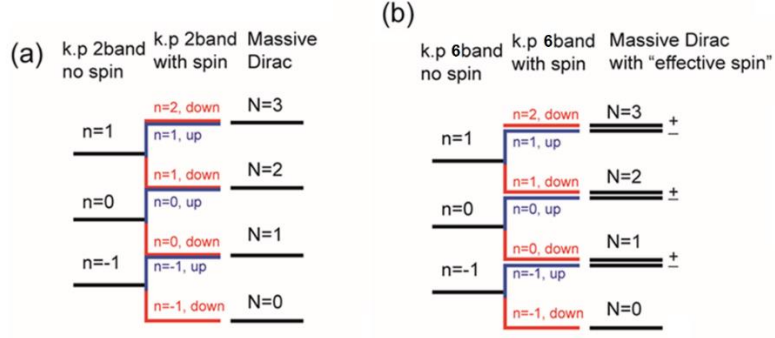 (a)
k.p 2band
no spin
k.p 2band
with spin
Massive
Dirac
n=1
n=0
n=-1
n=2, down
n=1, up
n=1, down
n=0, up
n=0, down
n=-1, up
n=-1, down
N=3
N=2
N=1
N=0
(b)
k.p 6band
no spin
k.p 6band
with spin
Massive Dirac
with “effective spin”
n=1
n=0
n=-1
n=2, down
n=1, up
n=1, down
n=0, up
n=0, down
n=-1, up
n=-1, down
N=3
+
−
N=2
+
−
N=1
+
−
N=0